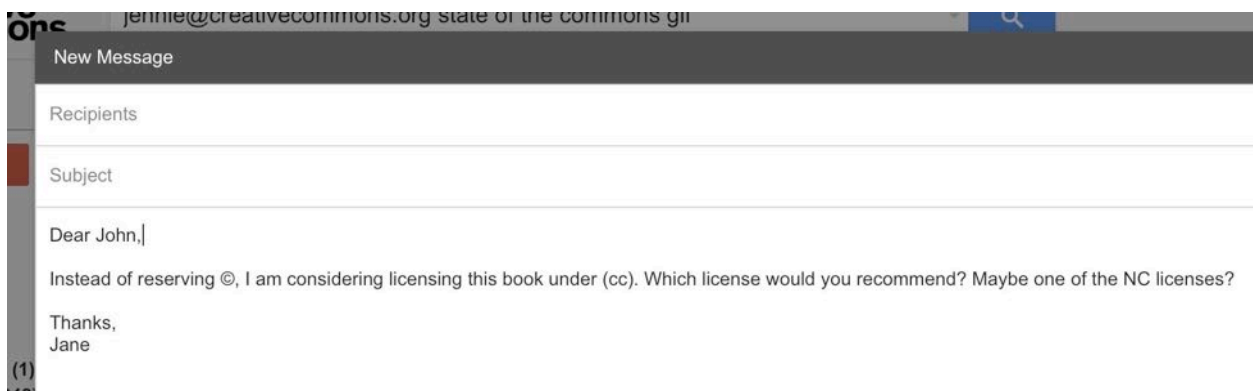 ons
jennie@creativecommons.org state of the commons gif
New Message
Recipients
Subject
Dear John,
Instead of reserving ©, I am considering licensing this book under (cc). Which license would you recommend? Maybe one of the NC licenses?
Thanks,
Jane
(1)